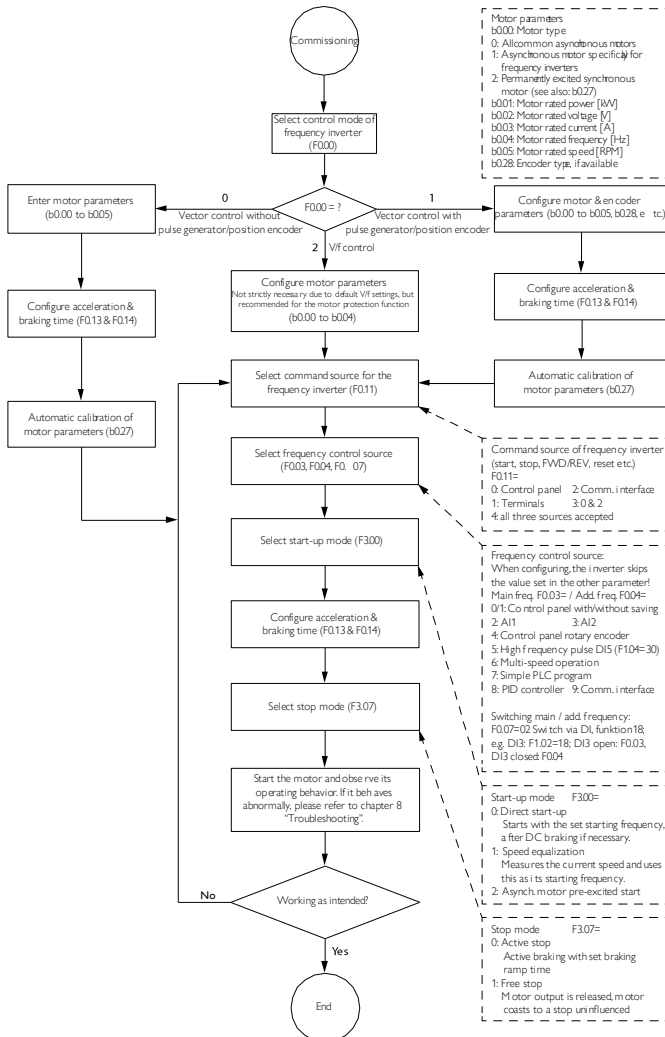 Commissioning
Select control mode of
frequency inverter
(F0.00)
Motor parameters
b0.00: Motor type
0: All common asynchronous motors
1: Asynchronous motor specifically for
frequency inverters
2: Permanently excited synchronous
motor (see also: b0.27)
b0.01: Motor rated power [kW]
b0.02: Motor rated voltage [V]
b0.03: Motor rated current [A]
b0.04: Motor rated frequency [Hz]
b0.05: Motor rated speed [RPM]
b0.28: Encoder type, if available
F0.00 = ?
0
Vector control without
pulse generator/position encoder
1
Vector control with
pulse generator/position encoder
2 V/f control
Enter motor parameters
(b0.00 to b0.05)
Configure acceleration &
braking time (F0.13 & F0.14)
Automatic calibration of
motor parameters (b0.27)
Configure motor parameters
Not strictly necessary due to default V/f settings, but
recommended for the motor protection function
(b0.00 to b0.04)
Configure motor & encoder
parameters (b0.00 to b0.05, b0.28, e tc.)
Configure acceleration &
braking time (F0.13 & F0.14)
Automatic calibration of
motor parameters (b0.27)
Select command source for the
frequency inverter (F0.11)
Select frequency control source
(F0.03, F0.04, F0. 07)
Select start-up mode (F3.00)
Configure acceleration &
braking time (F0.13 & F0.14)
Select stop mode (F3.07)
Start the motor and obse rve its
operating behavior. If it beh aves
abnormally, please refer to chapter 8
"Troubleshooting".
Working as intended?
No
Yes
End
Command source of frequency inverter
(start, stop, FWD/REV, reset etc.)
F0.11=
0: Control panel 2: Comm. interface
1: Terminals 3: 0 & 2
4: all three sources accepted
Frequency control source:
When configuring, the inverter skips
the value set in the other parameter!
Main freq. F0.03= / Add. freq. F0.04=
0/1: Control panel with/without saving
2: AI1 3: AI2
4: Control panel rotary encoder
5: High frequency pulse DI5 (F1.04=30)
6: Multi-speed operation
7: Simple PLC program
8: PID controller 9: Comm. interface
Switching main / add. frequency:
F0.07=02 Switch via DI, funktion 18;
e.g. DI3: F1.02=18; DI3 open: F0.03,
DI3 closed: F0.04
Start-up mode F3.00=
0: Direct start-up
Starts with the set starting frequency,
a after DC braking if necessary.
1: Speed equalization
Measures the current speed and uses
this as its starting frequency.
2: Asynch. motor pre-excited start
Stop mode F3.07=
0: Active stop
Active braking with set braking
ramp time
1: Free stop
Motor output is released, motor
coasts to a stop uninfluenced